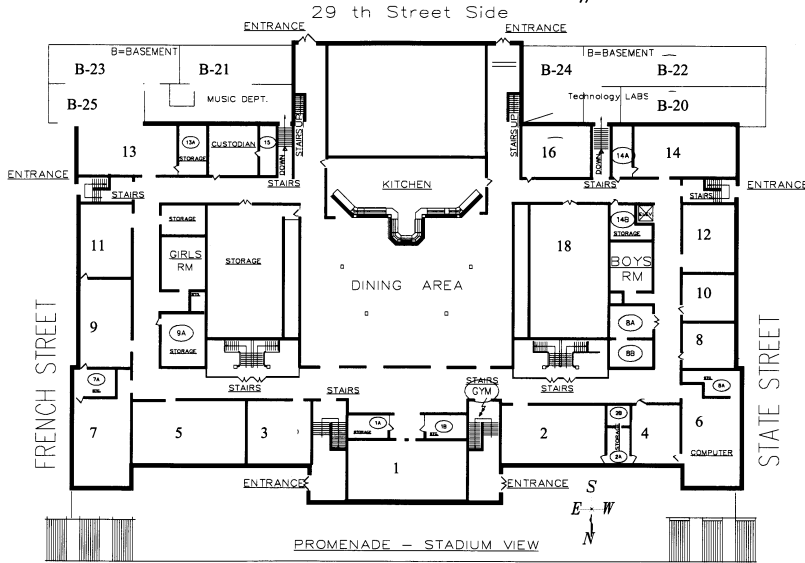 29 th Street Side
ENTRANCE
ENTRANCE
B=BASEMENT
B-23
B-21
B-25
MUSIC DEPT.
B=BASEMENT
B-24
B-22
Technology LABS
B-20
STAIRS UP
STAIRS UP
13
13A
STORAGE
CUSTODIAN
15
DOWN
STAIRS
16
DOWN
STAIRS
14A
14
ENTRANCE
STAIRS
KITCHEN
STAIRS
ENTRANCE
11
STORAGE
GIRLS
RM
STORAGE
18
14B
STORAGE
BOYS
RM
12
DINING AREA
9
9A
STORAGE
10
8A
8B
8
FRENCH STREET
STATE STREET
7A
STAIRS
STAIRS
STAIRS
GYM
STAIRS
7
5
3
1A
1B
1
2
2B
STORAGE
2A
4
6
COMPUTER
ENTRANCE
ENTRANCE
S
E W
N
PROMENADE - STADIUM VIEW